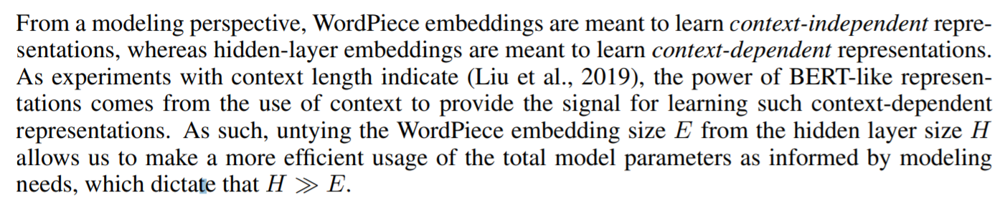 From a modeling perspective, WordPiece embeddings are meant to learn context-independent repre-
sentations, whereas hidden-layer embeddings are meant to learn context-dependent representations.
As experiments with context length indicate (Liu et al., 2019), the power of BERT-like represen-
tations comes from the use of context to provide the signal for learning such context-dependent
representations. As such, untying the WordPiece embedding size E from the hidden layer size H
allows us to make a more efficient usage of the total model parameters as informed by modeling
needs, which dictate that H ≫ E.